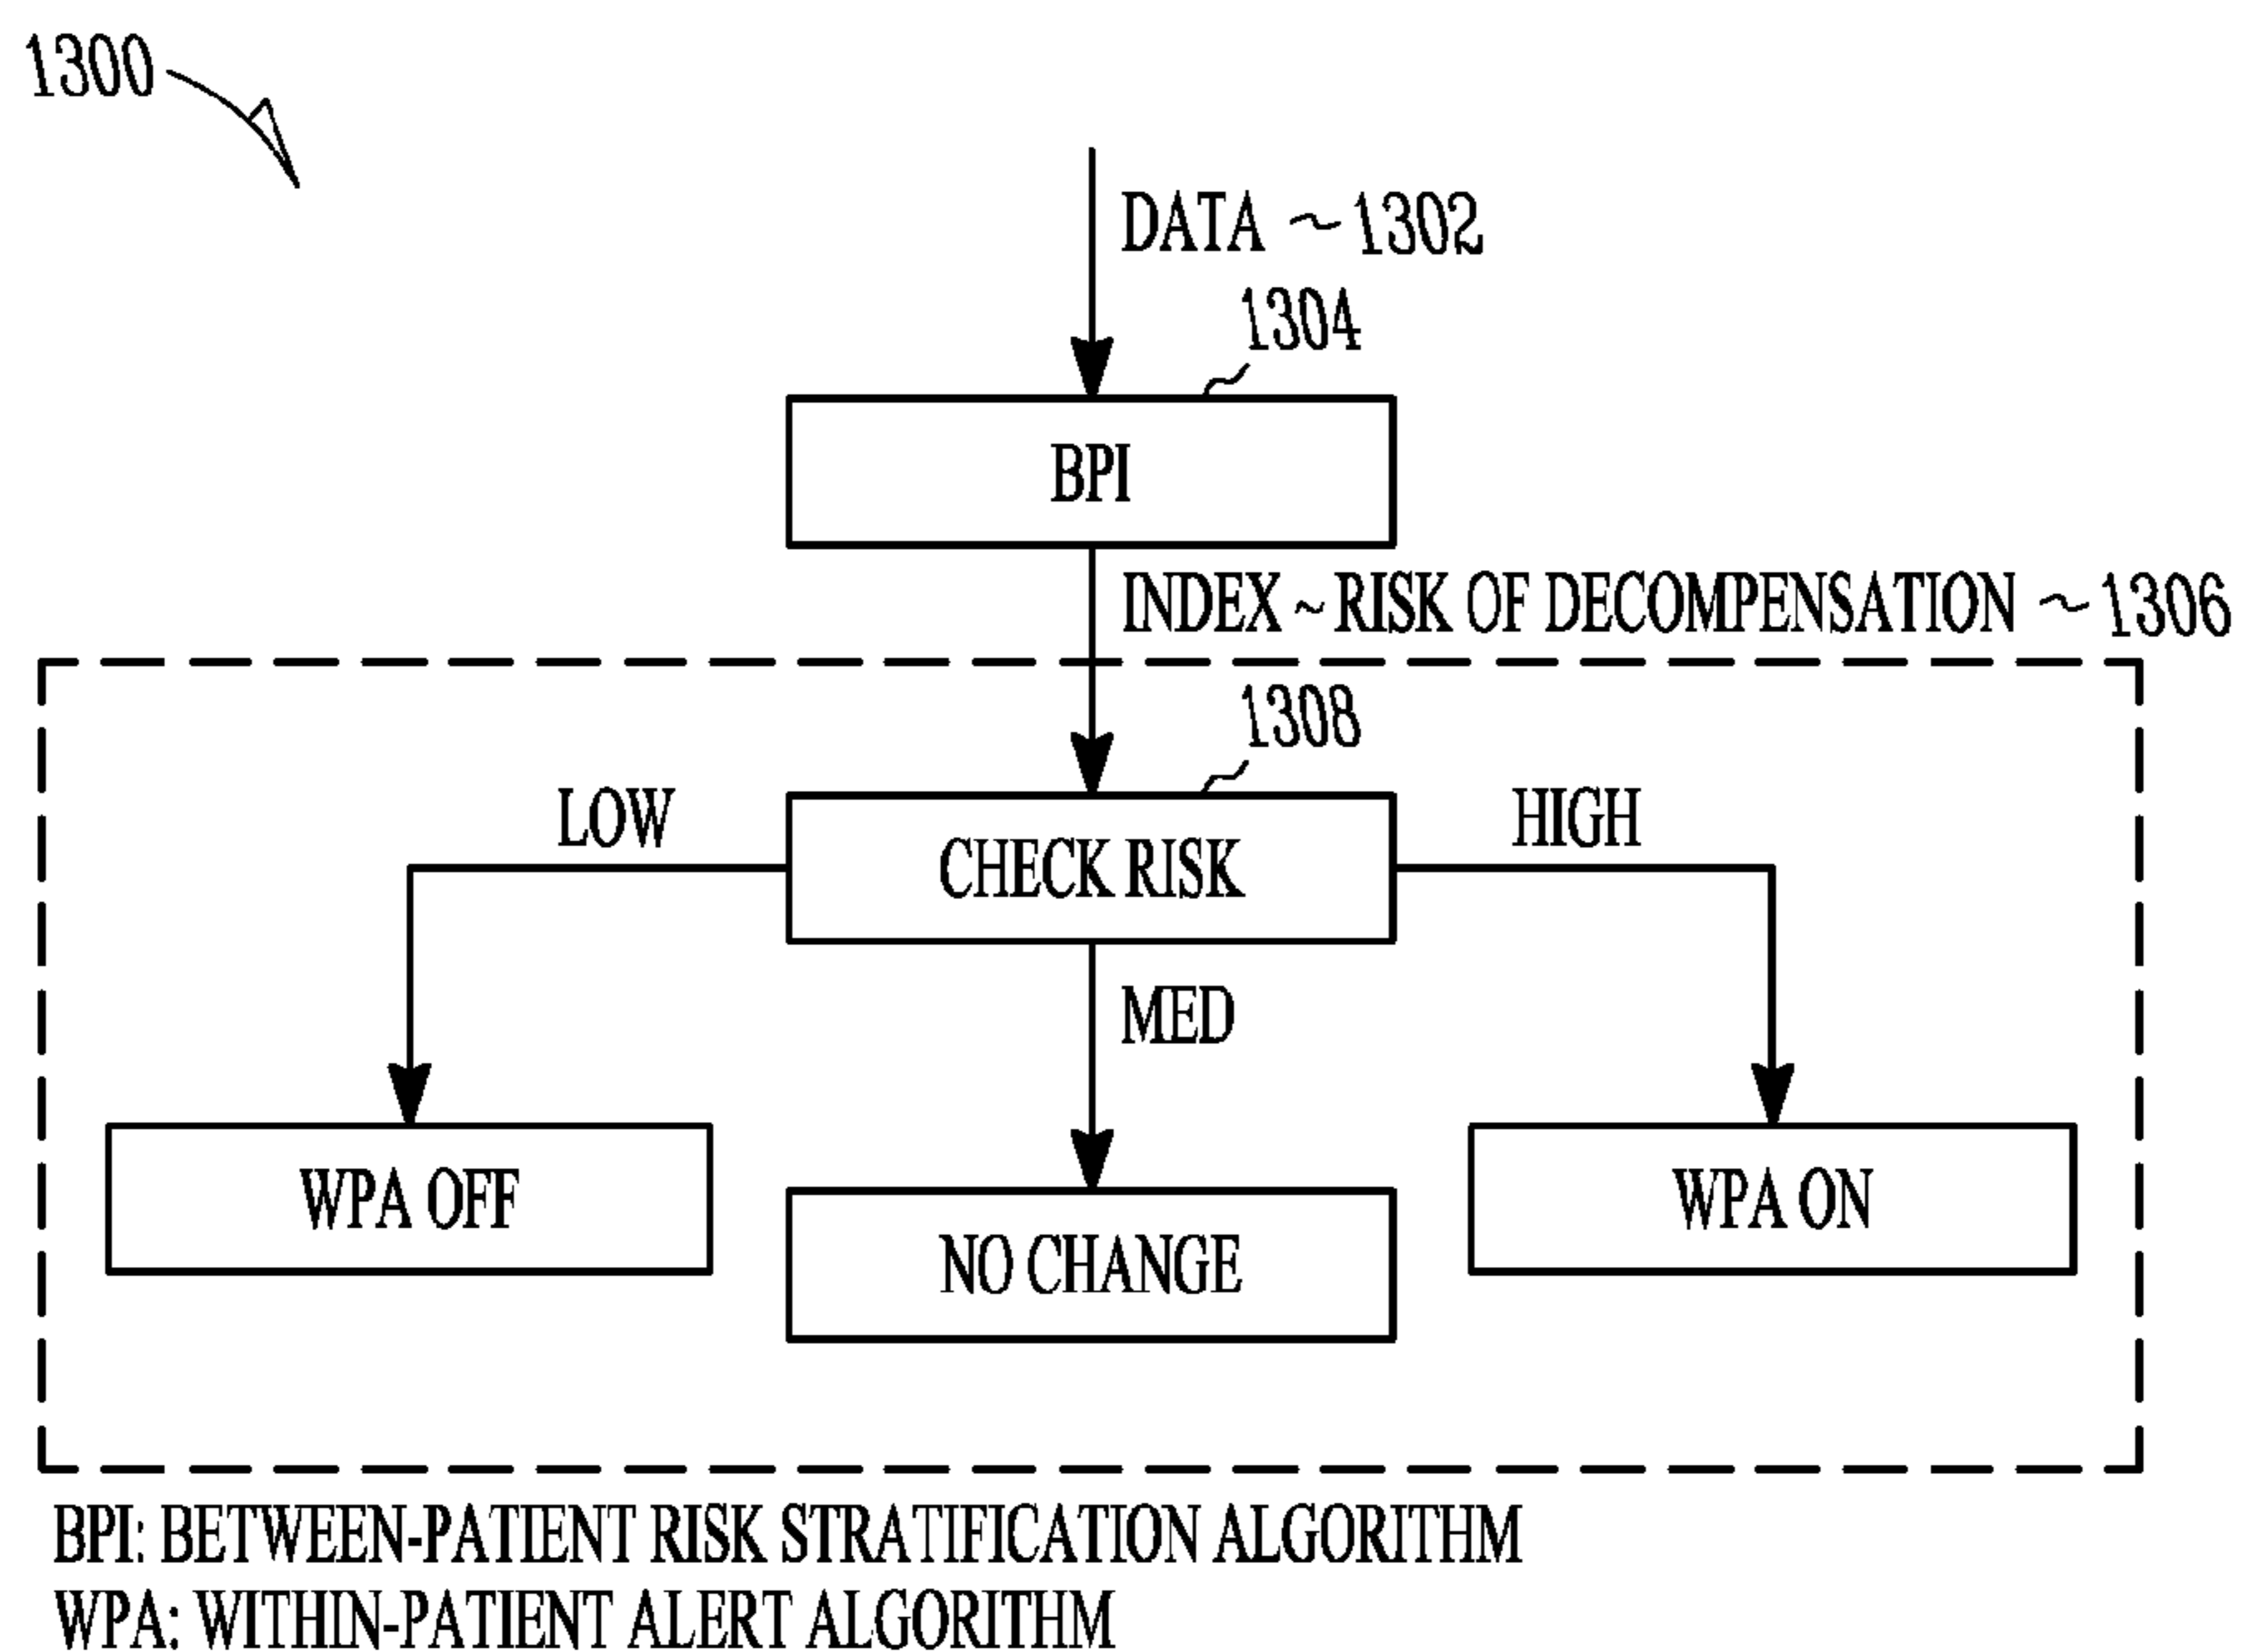 1300
DATA ~ 1302
1304
BPI
INDEX ~ RISK OF DECOMPENSATION ~ 1306
1308
LOW
CHECK RISK
HIGH
MED
WPA OFF
NO CHANGE
WPA ON
BPI: BETWEEN-PATIENT RISK STRATIFICATION ALGORITHM
WPA: WITHIN-PATIENT ALERT ALGORITHM